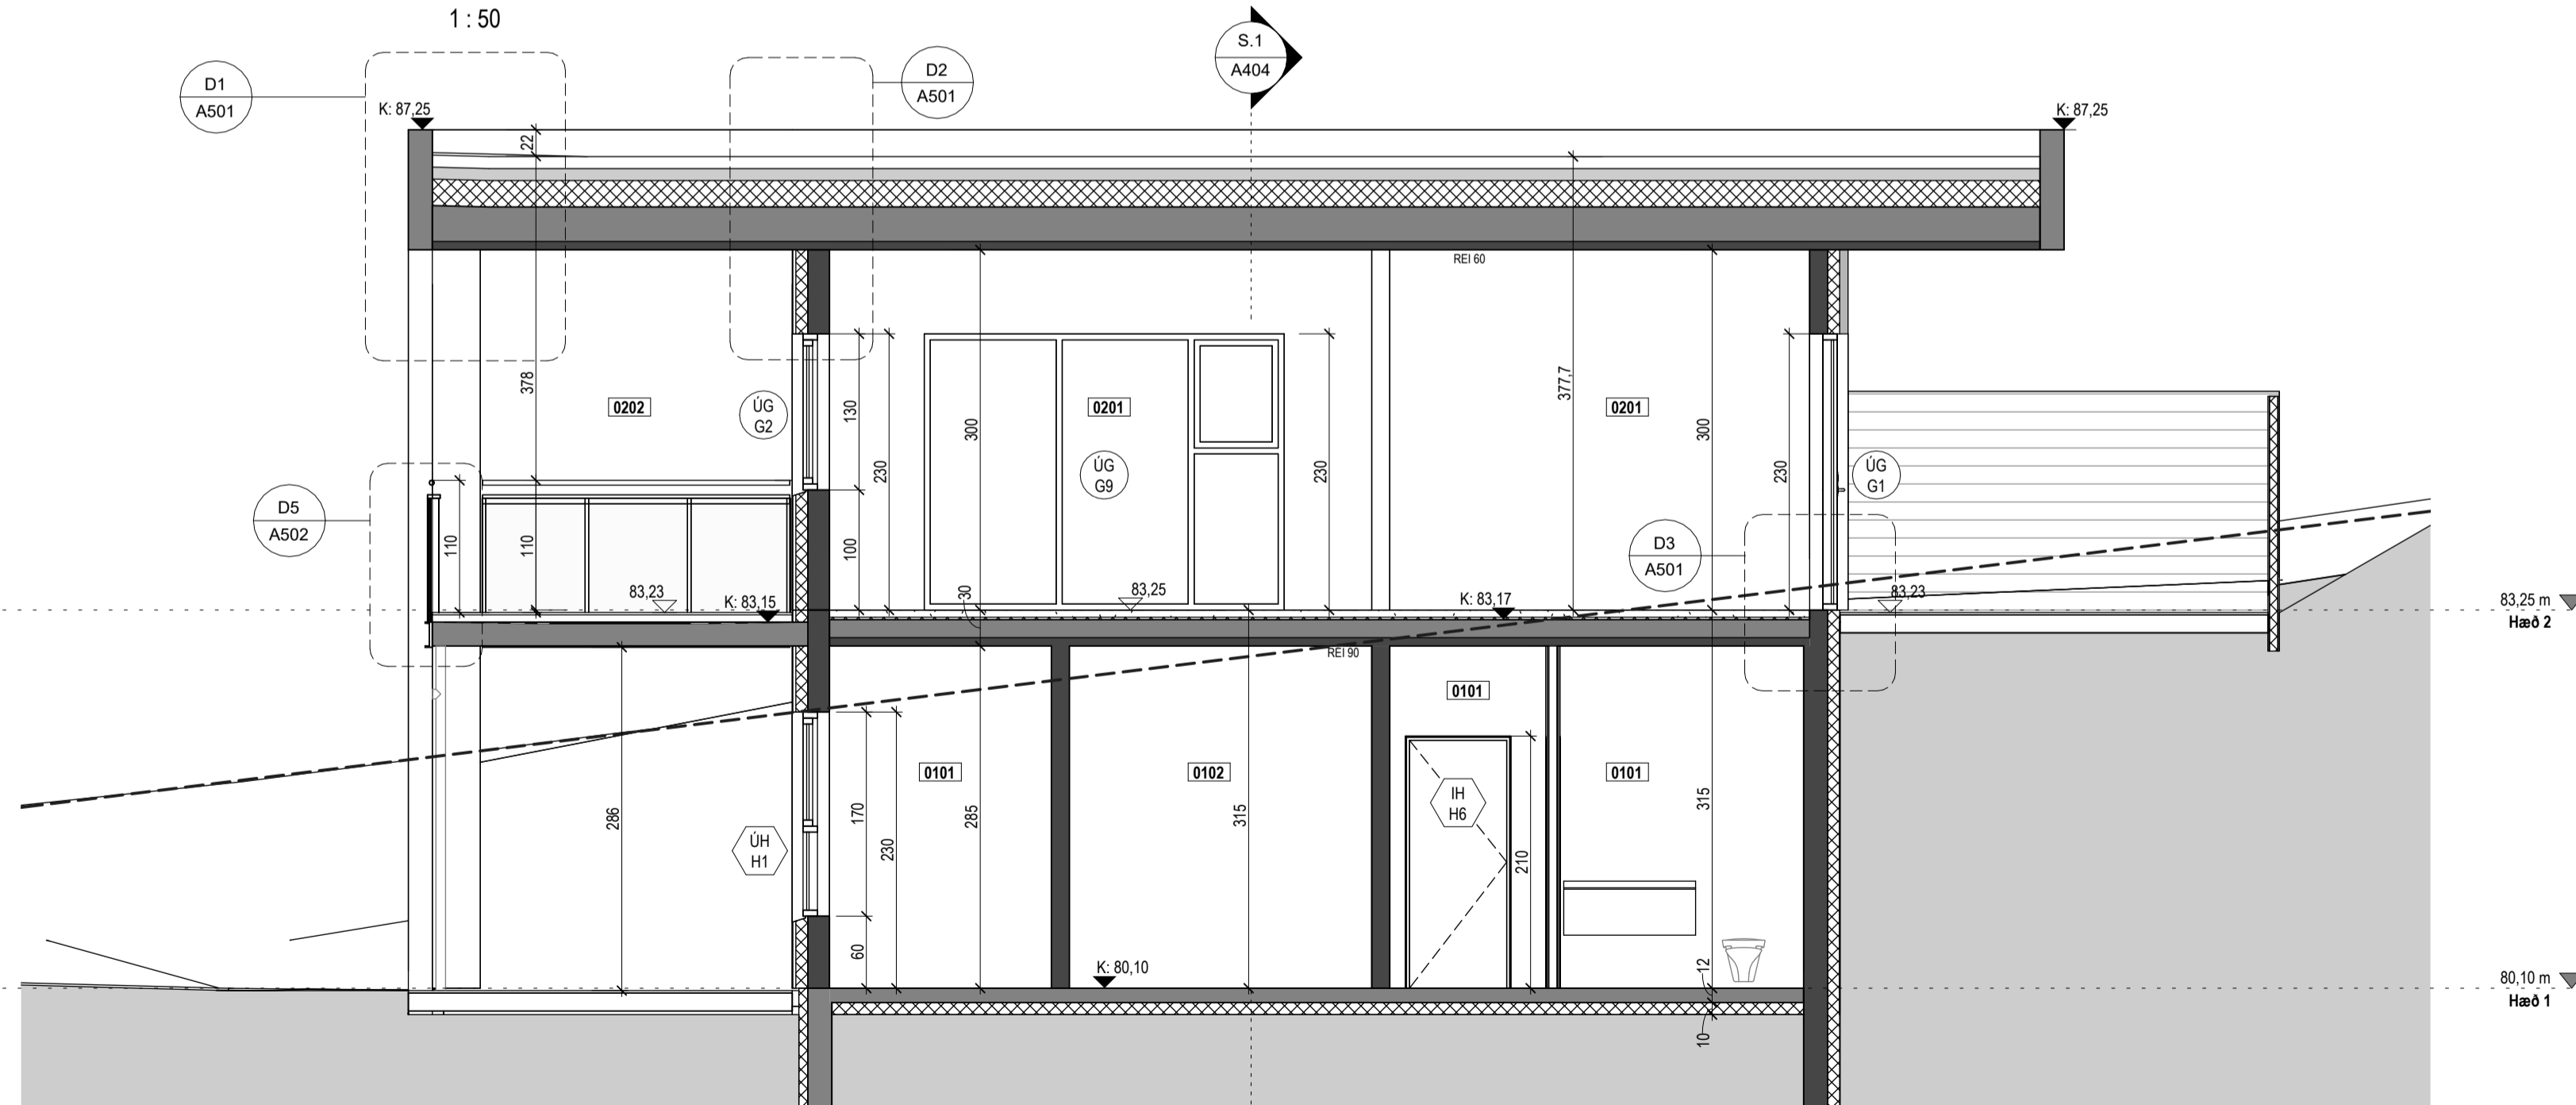 1 : 50
D1
A501
D2
A501
S.1
A404
K: 87,25
K: 87,25
22
REI 60
378
0202
ÚG
G2
130
230
300
0201
ÚG
G9
230
377,7
0201
300
230
ÚG
G1
D5
A502
110
110
100
D3
A501
83,23
K: 83,15
30
83,25
K: 83,17
83,23
83,25 m
Hæð 2
REI 90
0101
286
ÚH
H1
170
230
0101
285
0102
315
IH
H6
210
0101
315
60
K: 80,10
12
10
80,10 m
Hæð 1